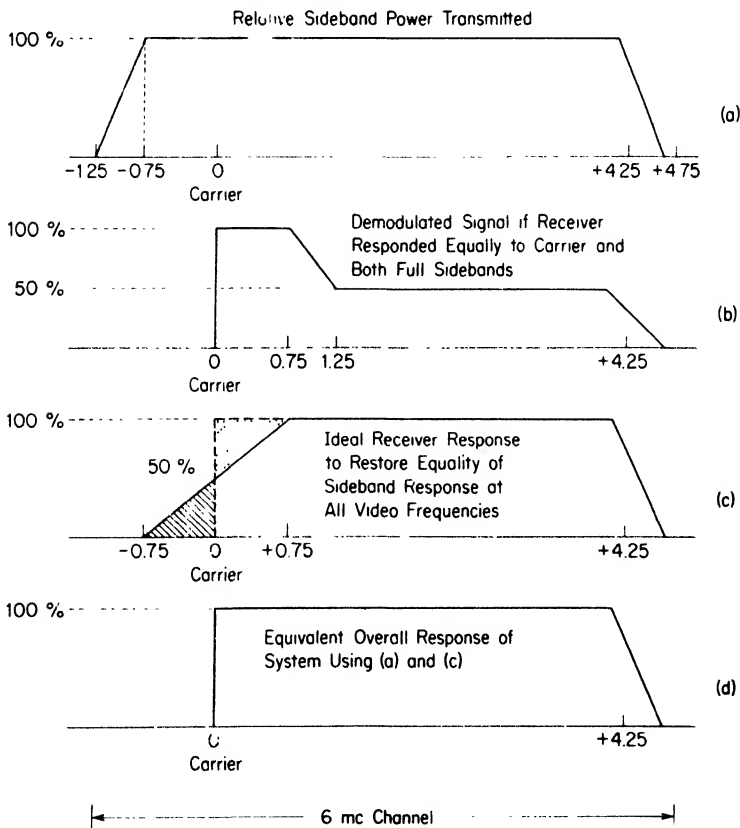 Relative Sideband Power Transmitted
100 %
(a)
-1.25 -0.75 0 +4.25 +4.75
Carrier
100 %
Demodulated Signal if Receiver
Responded Equally to Carrier and
Both Full Sidebands
50 %
(b)
0 0.75 1.25 +4.25
Carrier
100 %
50 %
Ideal Receiver Response
to Restore Equality of
Sideband Response at
All Video Frequencies
(c)
-0.75 0 +0.75 +4.25
Carrier
100 %
Equivalent Overall Response of
System Using (a) and (c)
(d)
0 +4.25
Carrier
6 mc Channel